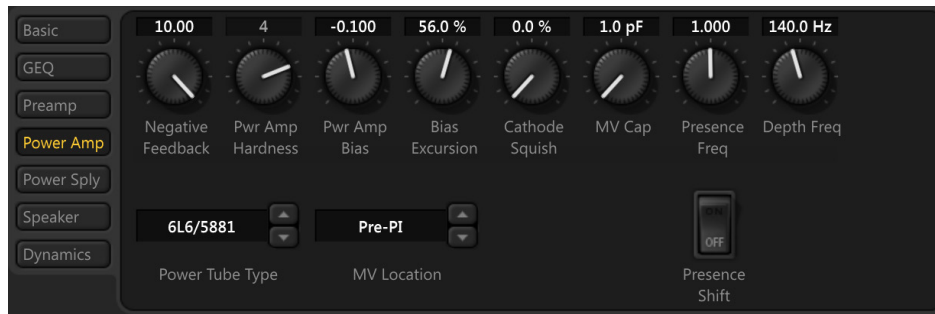 Basic
GEQ
Preamp
Power Amp
Power Sply
Speaker
Dynamics
10.00 4 -0.100 56.0 % 0.0 % 1.0 pF 1.000 140.0 Hz
Negative Pwr Amp Pwr Amp Bias Cathode MV Cap Presence Depth Freq
Feedback Hardness Bias Excursion Squish Freq
6L6/5881 Pre-PI
ON
OFF
Power Tube Type MV Location Presence
Shift